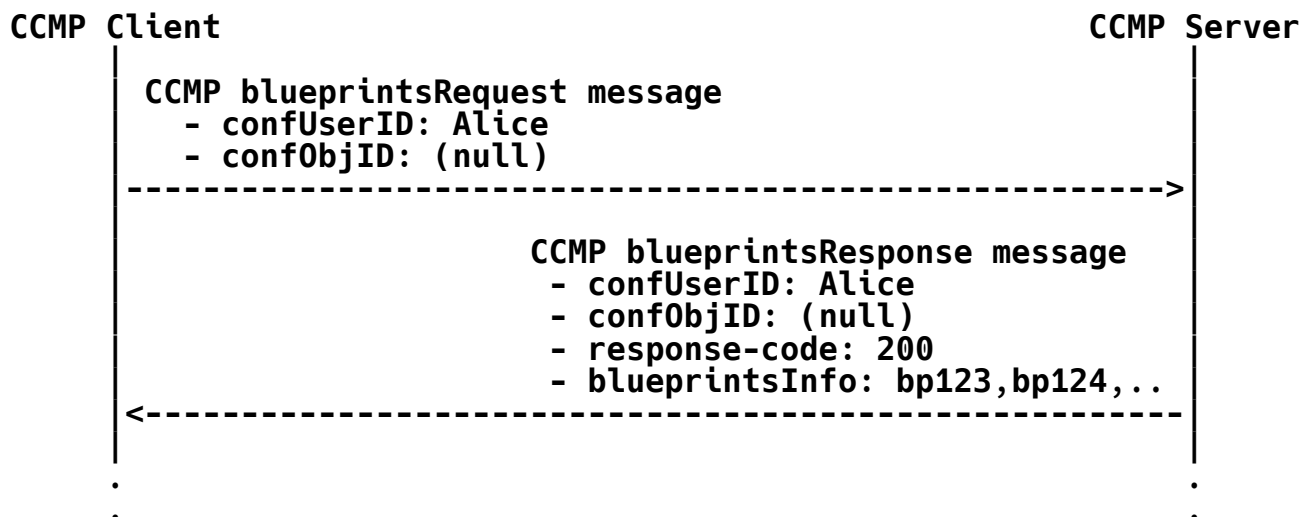 CCMP Client CCMP Server
CCMP blueprintsRequest message
- confUserID: Alice
- confObjID: (null)
------------------------------------------------------>
CCMP blueprintsResponse message
- confUserID: Alice
- confObjID: (null)
- response-code: 200
- blueprintsInfo: bp123,bp124,..
<------------------------------------------------------
. .
. .